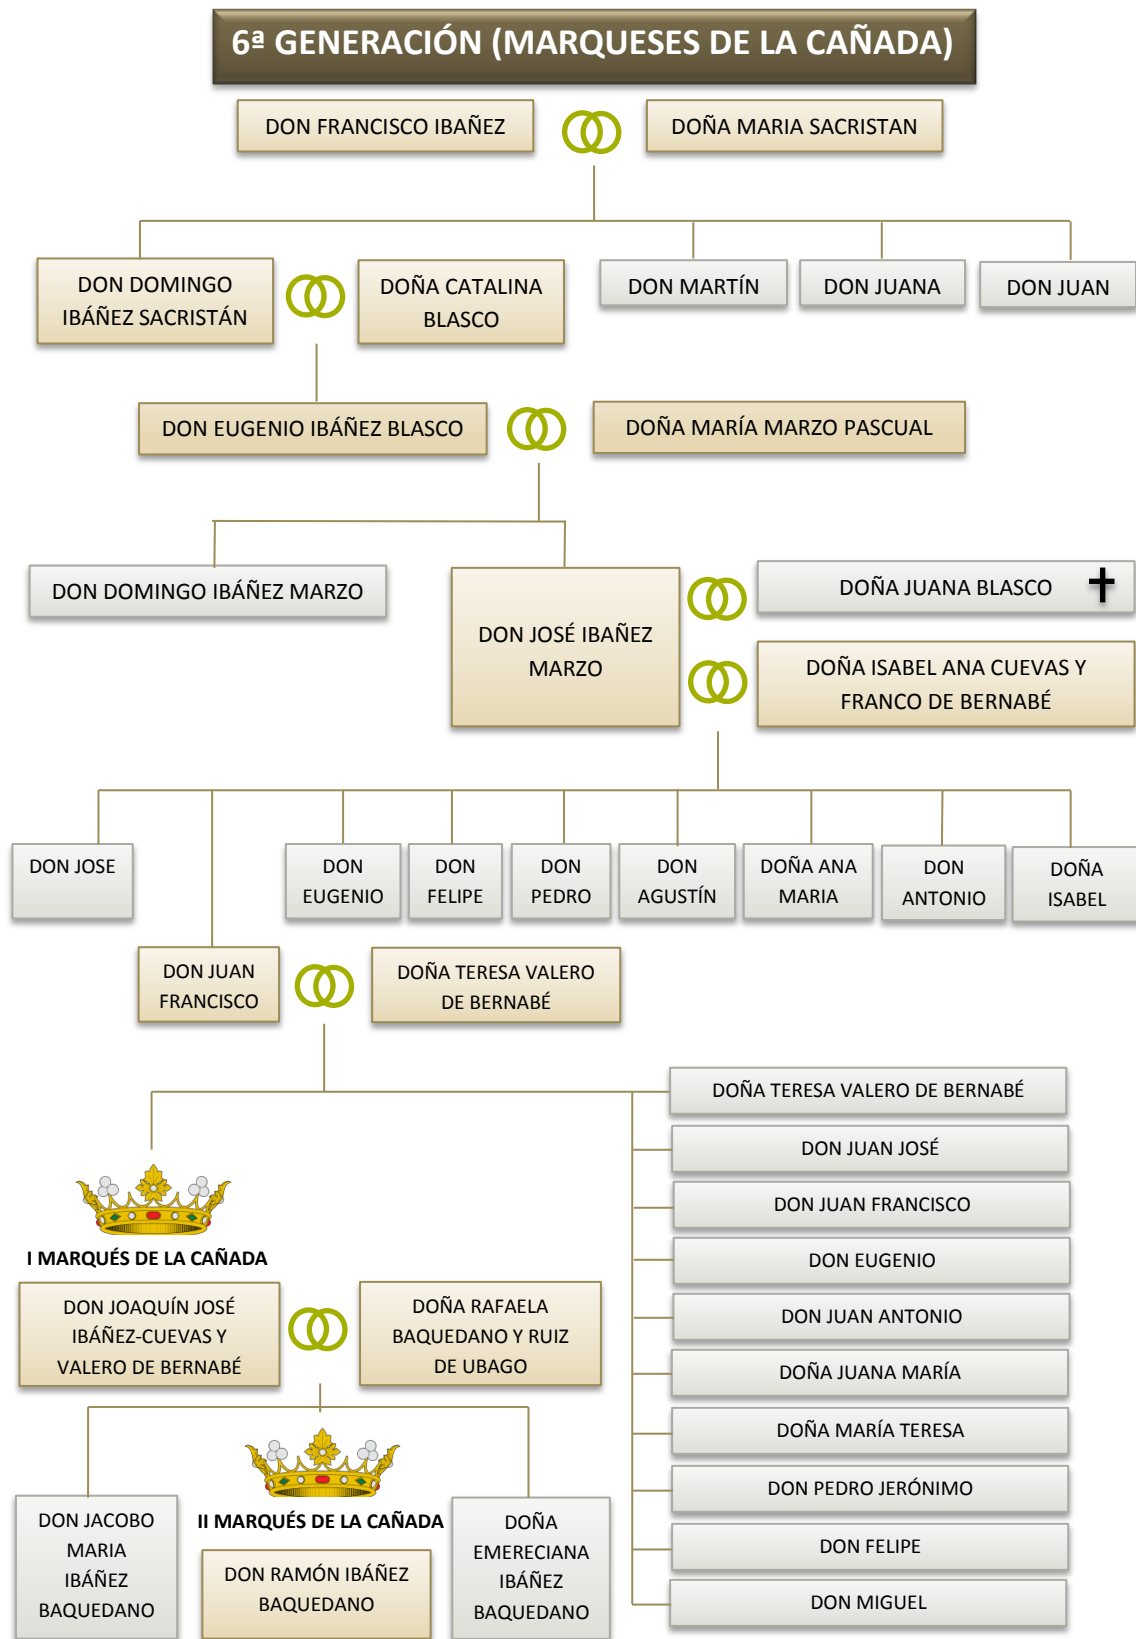 6ª GENERACIÓN (MARQUESES DE LA CAÑADA)
DON FRANCISCO IBAÑEZ
DOÑA MARIA SACRISTAN
DON DOMINGO
IBÁÑEZ SACRISTÁN
DOÑA CATALINA
BLASCO
DON MARTÍN
DON JUANA
DON JUAN
DON EUGENIO IBÁÑEZ BLASCO
DOÑA MARÍA MARZO PASCUAL
DON DOMINGO IBÁÑEZ MARZO
DON JOSÉ IBAÑEZ
MARZO
DOÑA JUANA BLASCO
DOÑA ISABEL ANA CUEVAS Y
FRANCO DE BERNABÉ
DON JOSE
DON
EUGENIO
DON
FELIPE
DON
PEDRO
DON
AGUSTÍN
DOÑA ANA
MARIA
DON
ANTONIO
DOÑA
ISABEL
DON JUAN
FRANCISCO
DOÑA TERESA VALERO
DE BERNABÉ
DOÑA TERESA VALERO DE BERNABÉ
DON JUAN JOSÉ
DON JUAN FRANCISCO
DON EUGENIO
DON JUAN ANTONIO
DOÑA JUANA MARÍA
DOÑA MARÍA TERESA
DON PEDRO JERÓNIMO
DON FELIPE
DON MIGUEL
I MARQUÉS DE LA CAÑADA
DON JOAQUÍN JOSÉ
IBÁÑEZ-CUEVAS Y
VALERO DE BERNABÉ
DOÑA RAFAELA
BAQUEDANO Y RUIZ
DE UBAGO
DON JACOBO
MARIA
IBÁÑEZ
BAQUEDANO
II MARQUÉS DE LA CAÑADA
DON RAMÓN IBÁÑEZ
BAQUEDANO
DOÑA
EMERECIANA
IBÁÑEZ
BAQUEDANO